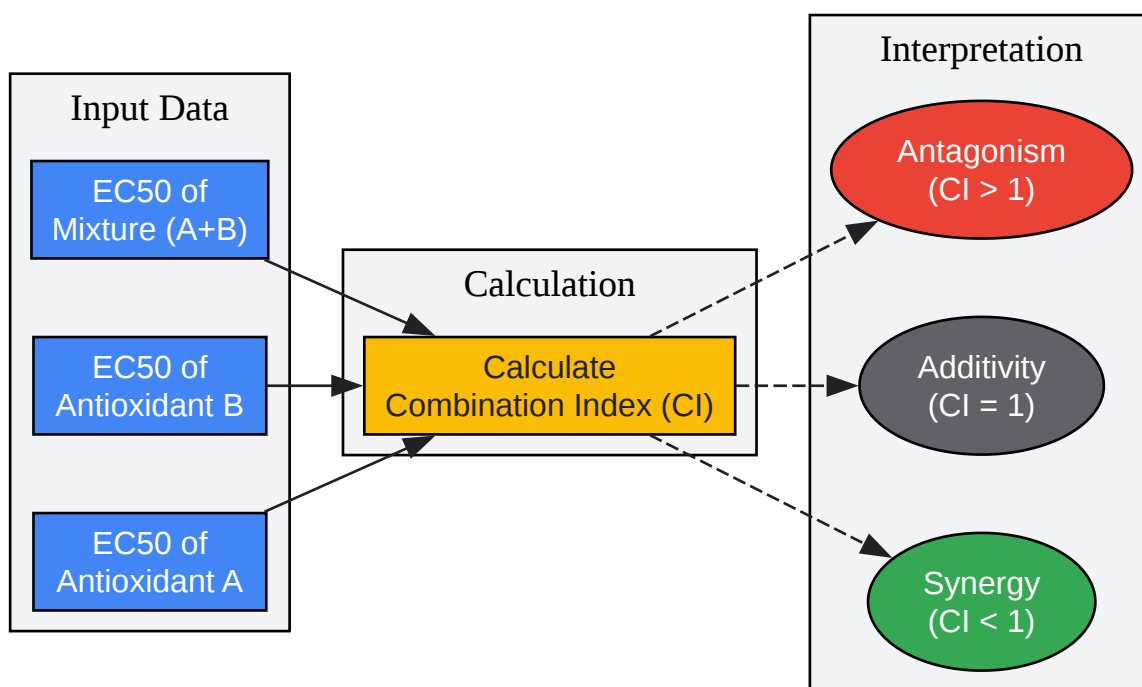 Input Data
EC50 of
Mixture (A+B)
EC50 of
Antioxidant B
EC50 of
Antioxidant A
Calculation
Calculate
Combination Index (CI)
Interpretation
Antagonism
(CI > 1)
Additivity
(CI = 1)
Synergy
(CI < 1)